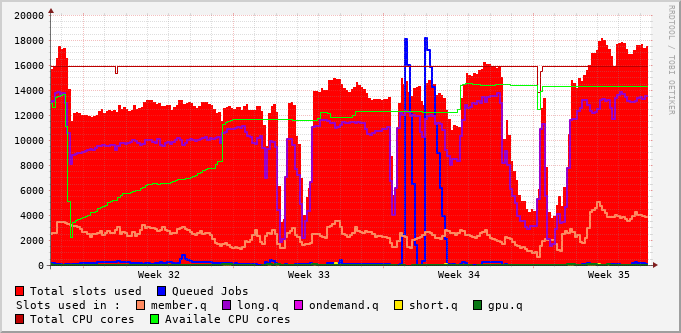 20000
18000
16000
14000
12000
10000
8000
6000
4000
2000
0
Week 32 Week 33 Week 34 Week 35
RRDTOOL / TOBI OETIKER
Total slots used Queued Jobs
Slots used in : member.q long.q ondemand.q short.q gpu.q
Total CPU cores Availale CPU cores